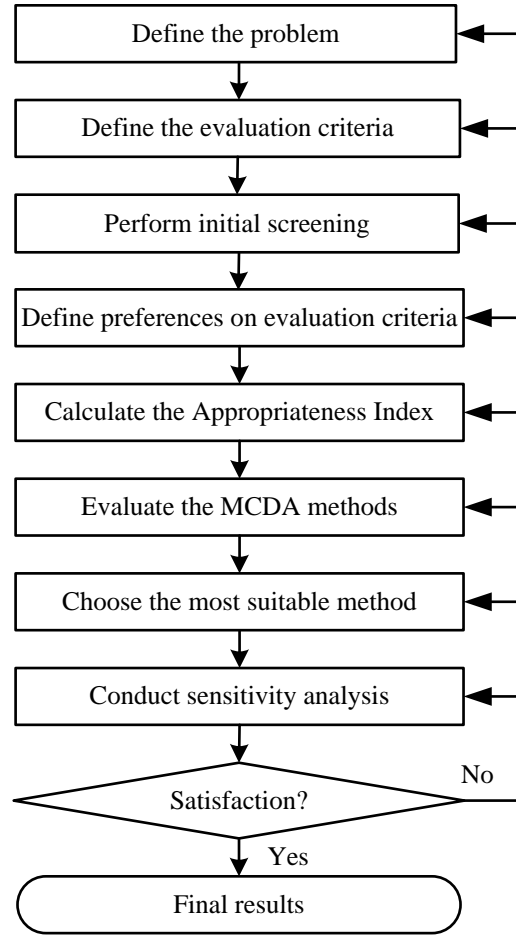 Define the problem
Define the evaluation criteria
Perform initial screening
Define preferences on evaluation criteria
Calculate the Appropriateness Index
Evaluate the MCDA methods
Choose the most suitable method
Conduct sensitivity analysis
No
Satisfaction?
Yes
Final results